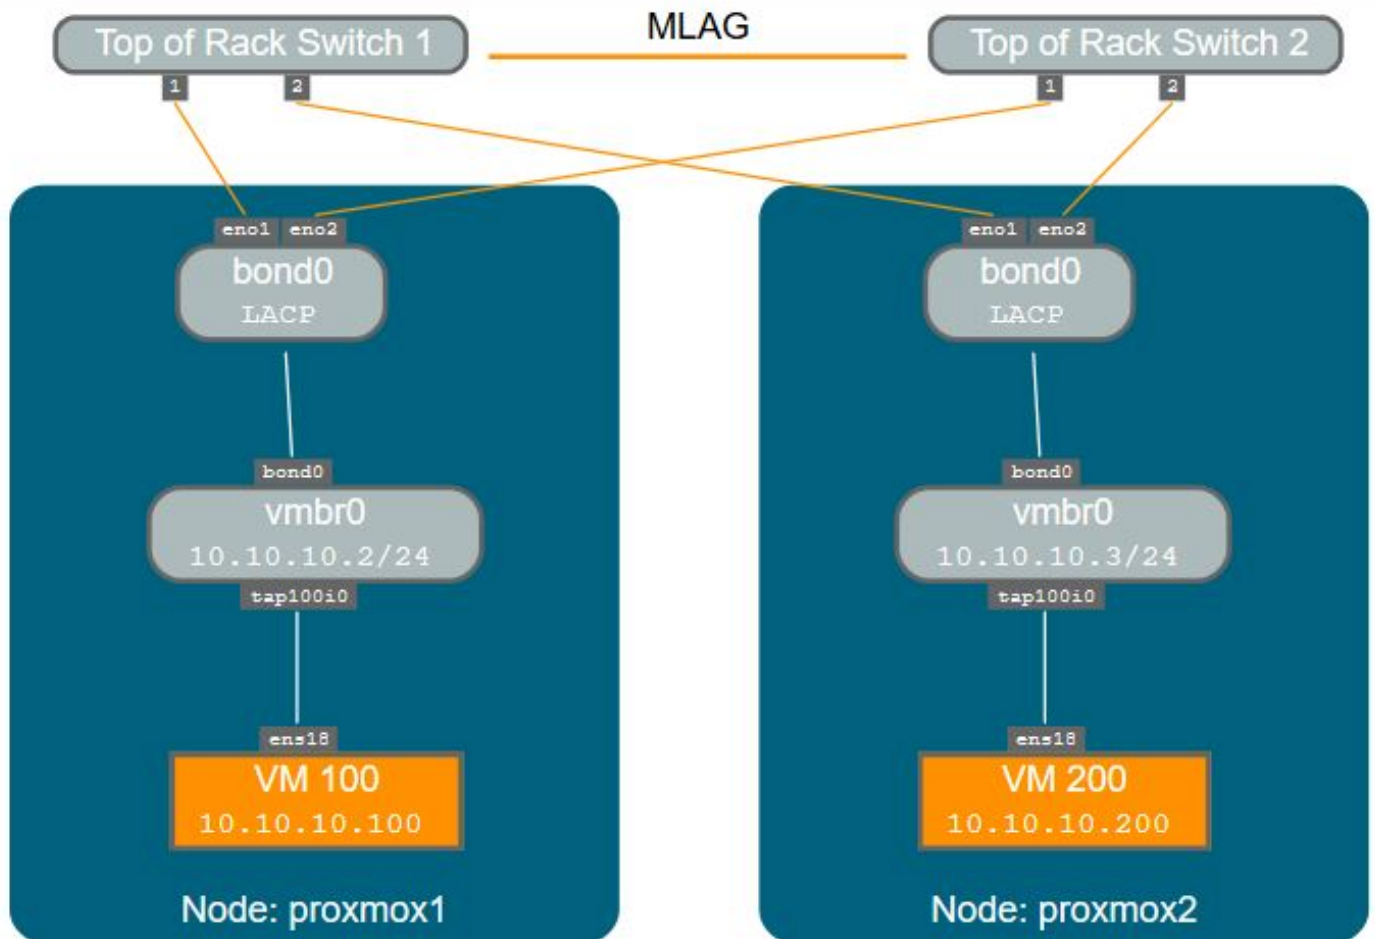 MLAG
Top of Rack Switch 1
Top of Rack Switch 2
1
2
1
2
eno1
eno2
bond0
LACP
bond0
vmbr0
10.10.10.2/24
tap100i0
ens18
VM 100
10.10.10.100
Node: proxmox1
eno1
eno2
bond0
LACP
bond0
vmbr0
10.10.10.3/24
tap100i0
ens18
VM 200
10.10.10.200
Node: proxmox2